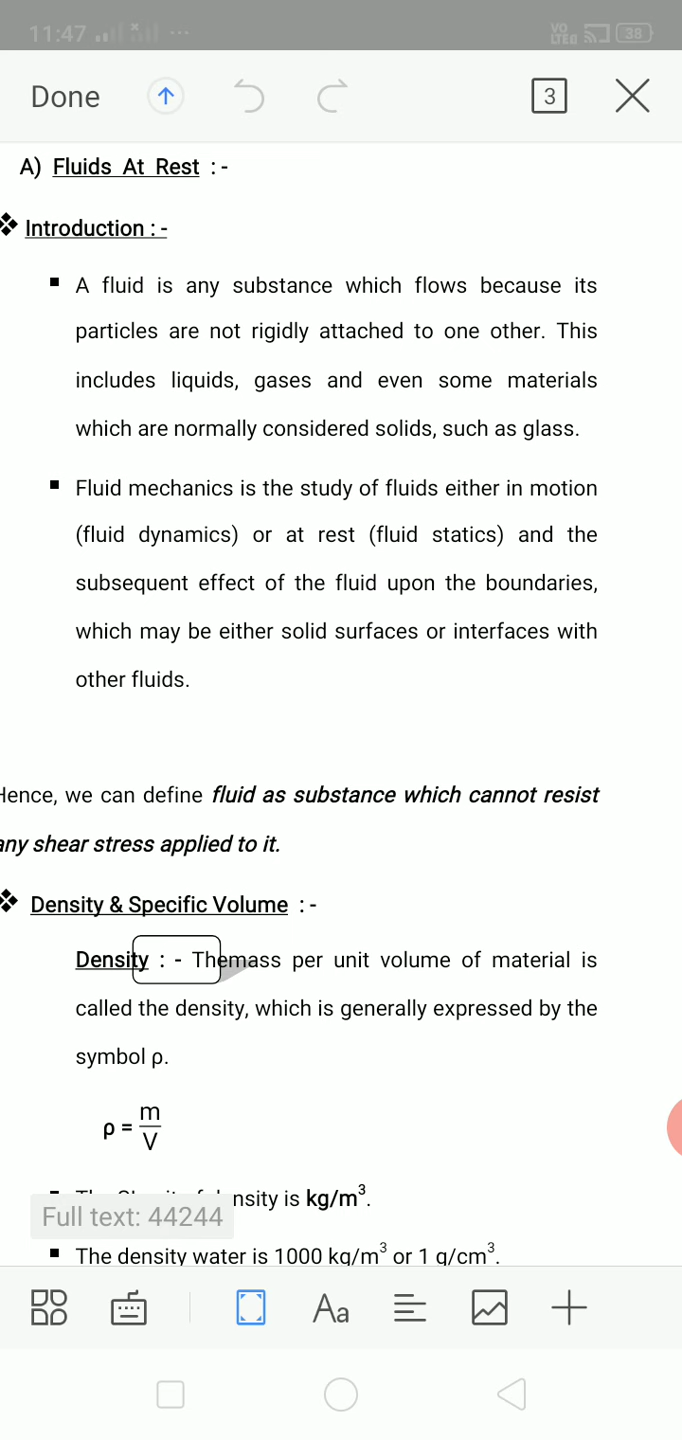 11:47
VO LTE 38
Done
3
A) Fluids At Rest : -
Introduction : -
A fluid is any substance which flows because its
particles are not rigidly attached to one other. This
includes liquids, gases and even some materials
which are normally considered solids, such as glass.
Fluid mechanics is the study of fluids either in motion
(fluid dynamics) or at rest (fluid statics) and the
subsequent effect of the fluid upon the boundaries,
which may be either solid surfaces or interfaces with
other fluids.
Hence, we can define fluid as substance which cannot resist
any shear stress applied to it.
Density & Specific Volume : -
Density : - Themass per unit volume of material is
called the density, which is generally expressed by the
symbol ρ.
ρ = m/V
nsity is kg/m³.
Full text: 44244
The density water is 1000 kg/m³ or 1 g/cm³.
Aa